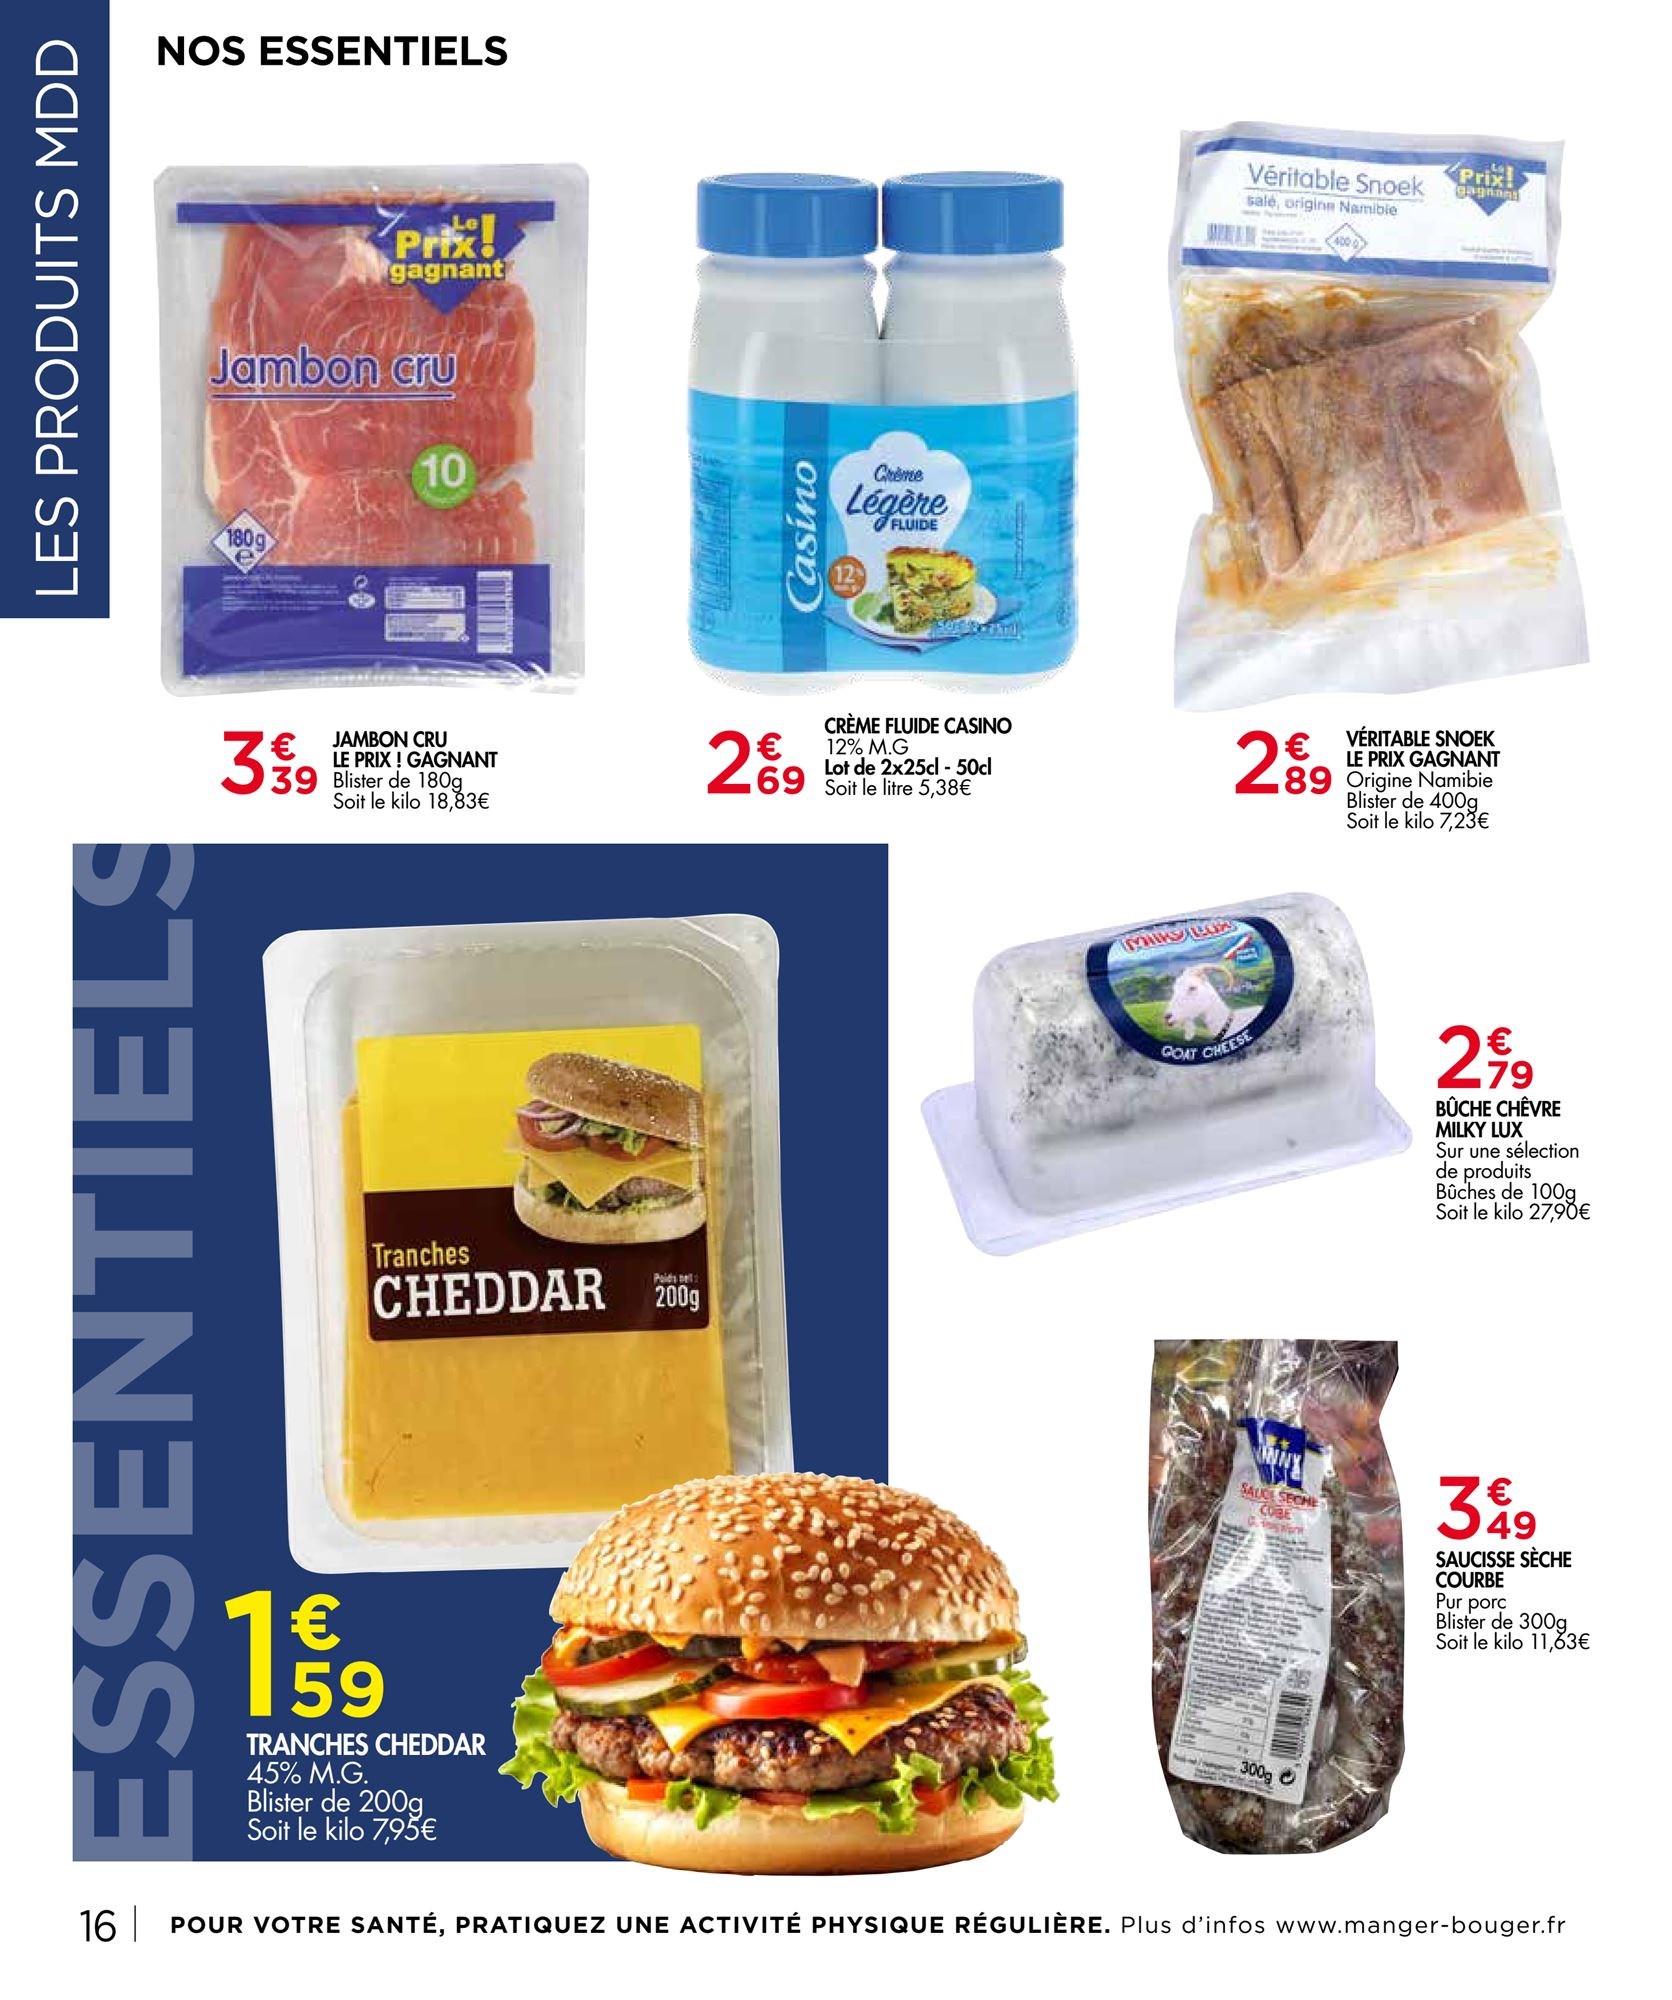 LES PRODUITS MDD
NOS ESSENTIELS
Le
Prix!
gagnant
Jambon cru
10
180g
e
Casino
Crème
Légère
FLUIDE
12%
Véritable Snoek
salé, origine Namibie
400 g
Le
Prix!
gagnant
3€39
JAMBON CRU
LE PRIX ! GAGNANT
Blister de 180g
Soit le kilo 18,83€
2€69
CRÈME FLUIDE CASINO
12% M.G
Lot de 2x25cl - 50cl
Soit le litre 5,38€
2€89
VÉRITABLE SNOEK
LE PRIX GAGNANT
Origine Namibie
Blister de 400g
Soit le kilo 7,23€
ESSENTIELS
Tranches
CHEDDAR
Poids net :
200g
MILKY LUX
GOAT CHEESE
2€79
BÛCHE CHÊVRE
MILKY LUX
Sur une sélection
de produits
Bûches de 100g
Soit le kilo 27,90€
300g
3€49
SAUCISSE SÈCHE
COURBE
Pur porc
Blister de 300g
Soit le kilo 11,63€
1€59
TRANCHES CHEDDAR
45% M.G.
Blister de 200g
Soit le kilo 7,95€
16
POUR VOTRE SANTÉ, PRATIQUEZ UNE ACTIVITÉ PHYSIQUE RÉGULIÈRE. Plus d'infos www.manger-bouger.fr